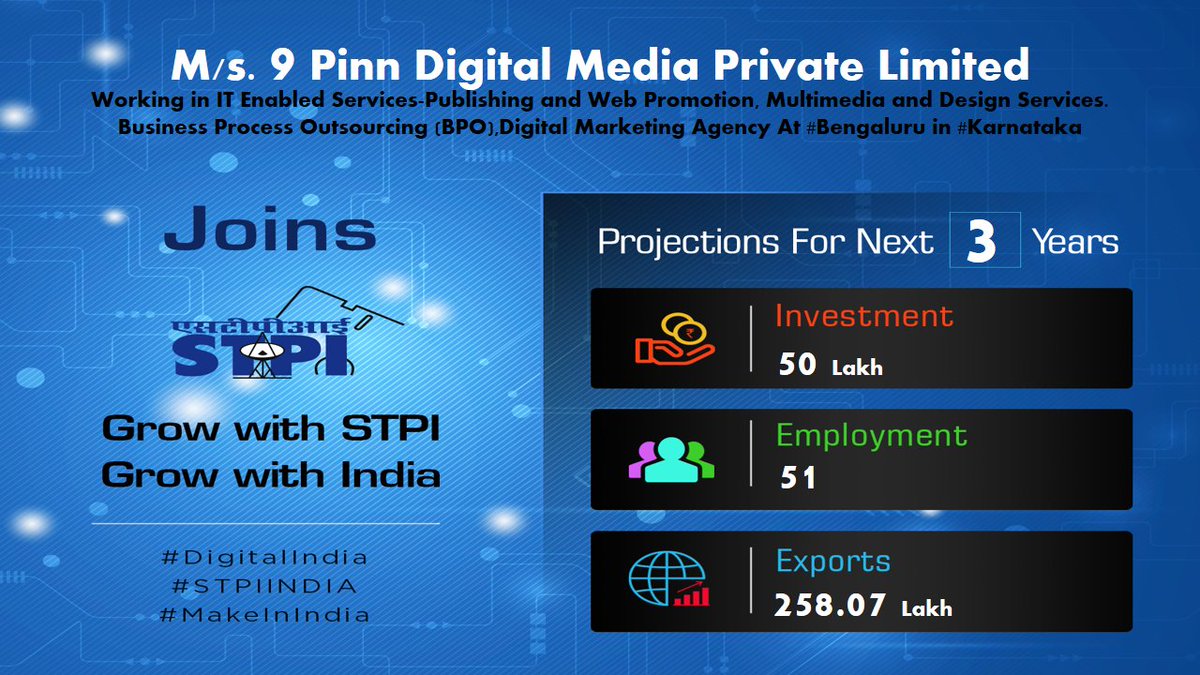 M/s. 9 Pinn Digital Media Private Limited
Working in IT Enabled Services-Publishing and Web Promotion, Multimedia and Design Services.
Business Process Outsourcing (BPO),Digital Marketing Agency At #Bengaluru in #Karnataka
Joins
एसटीपीआई
STPI
Grow with STPI
Grow with India
#DigitalIndia
#STPIINDIA
#MakeInIndia
Projections For Next 3 Years
Investment
50 Lakh
Employment
51
Exports
258.07 Lakh